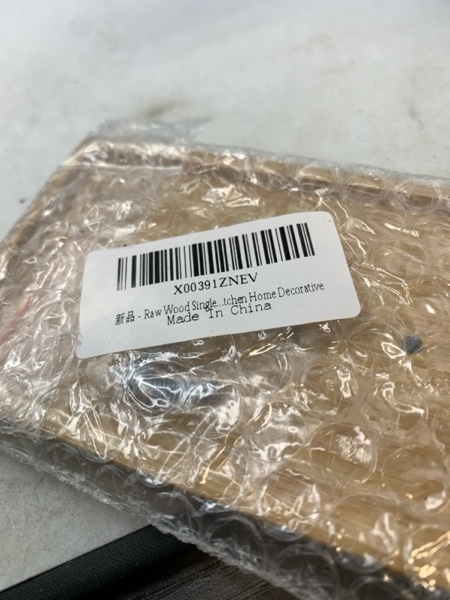 X00391ZNEV
新品 - Raw Wood Single...tchen Home Decorative
Made In China